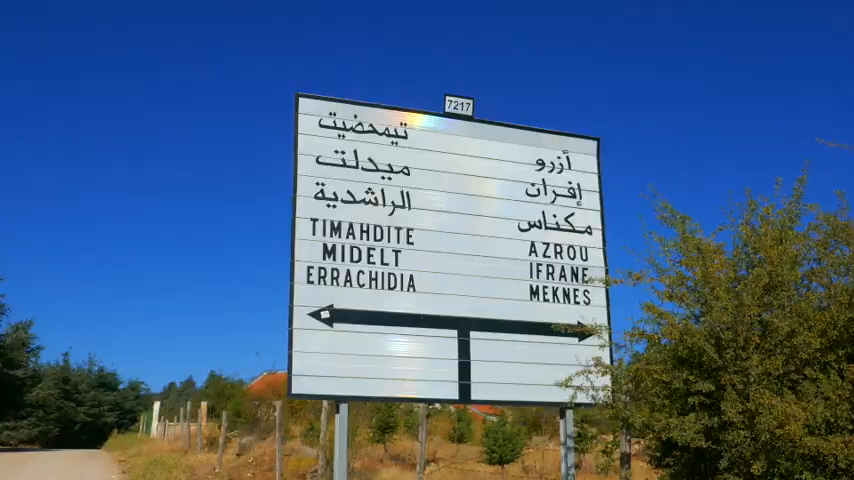 7217
تيمحضيت
ميدلت
الراشدية
TIMAHDITE
MIDELT
ERRACHIDIA
أزرو
إفران
مكناس
AZROU
IFRANE
MEKNES